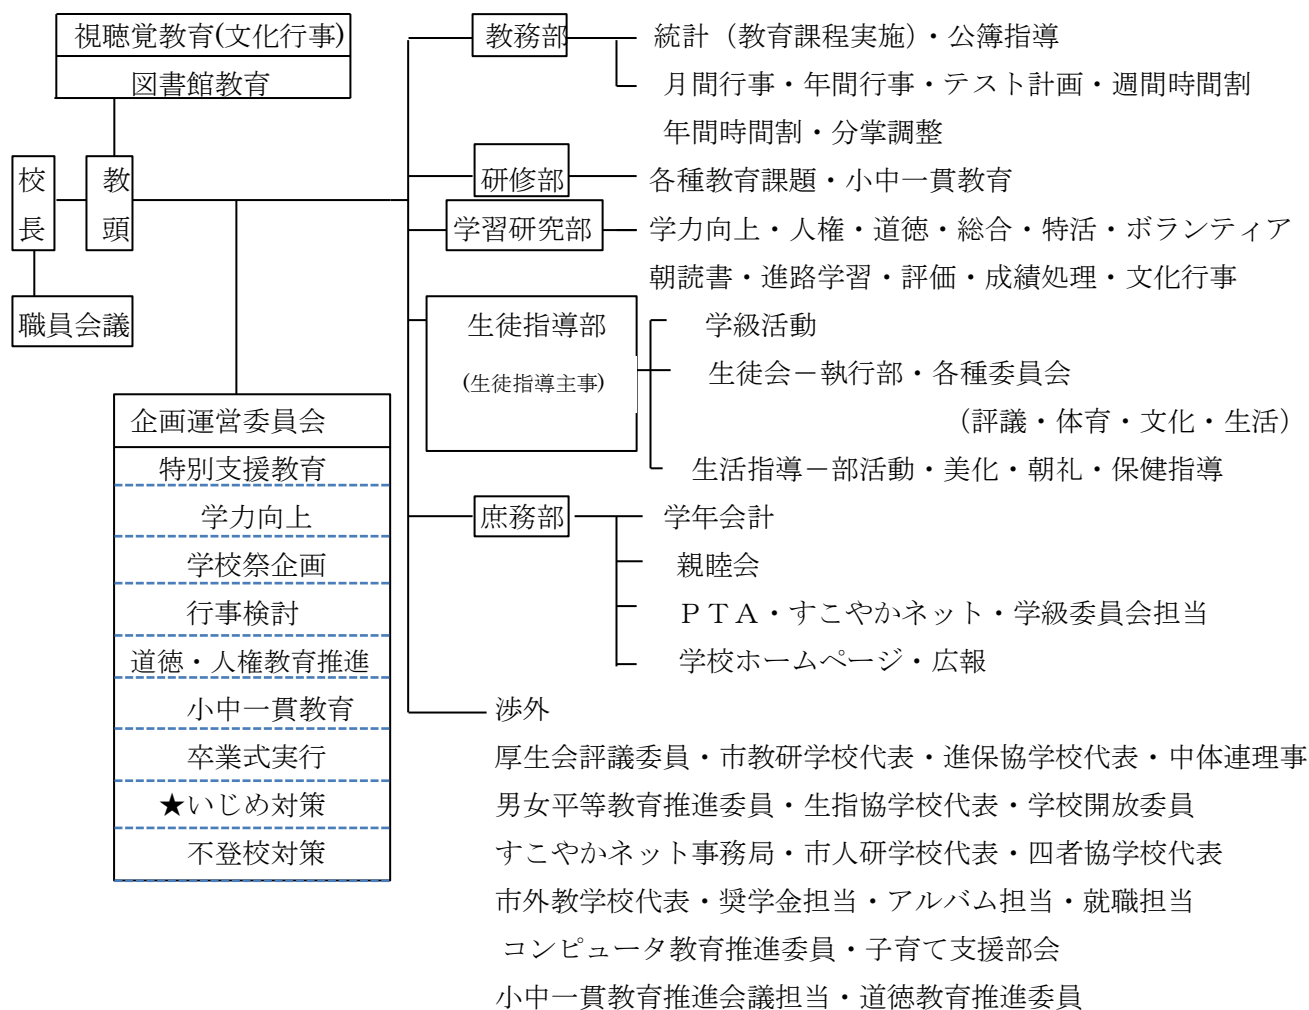 視聴覚教育(文化行事)
図書館教育
校長
教頭
職員会議
企画運営委員会
特別支援教育
学力向上
学校祭企画
行事検討
道徳・人権教育推進
小中一貫教育
卒業式実行
★いじめ対策
不登校対策
教務部
統計（教育課程実施）・公簿指導
月間行事・年間行事・テスト計画・週間時間割
年間時間割・分掌調整
研修部
各種教育課題・小中一貫教育
学習研究部
学力向上・人権・道徳・総合・特活・ボランティア
朝読書・進路学習・評価・成績処理・文化行事
生徒指導部
(生徒指導主事)
学級活動
生徒会－執行部・各種委員会
（評議・体育・文化・生活）
生活指導－部活動・美化・朝礼・保健指導
庶務部
学年会計
親睦会
ＰＴＡ・すこやかネット・学級委員会担当
学校ホームページ・広報
渉外
厚生会評議委員・市教研学校代表・進保協学校代表・中体連理事
男女平等教育推進委員・生指協学校代表・学校開放委員
すこやかネット事務局・市人研学校代表・四者協学校代表
市外教学校代表・奨学金担当・アルバム担当・就職担当
コンピュータ教育推進委員・子育て支援部会
小中一貫教育推進会議担当・道徳教育推進委員